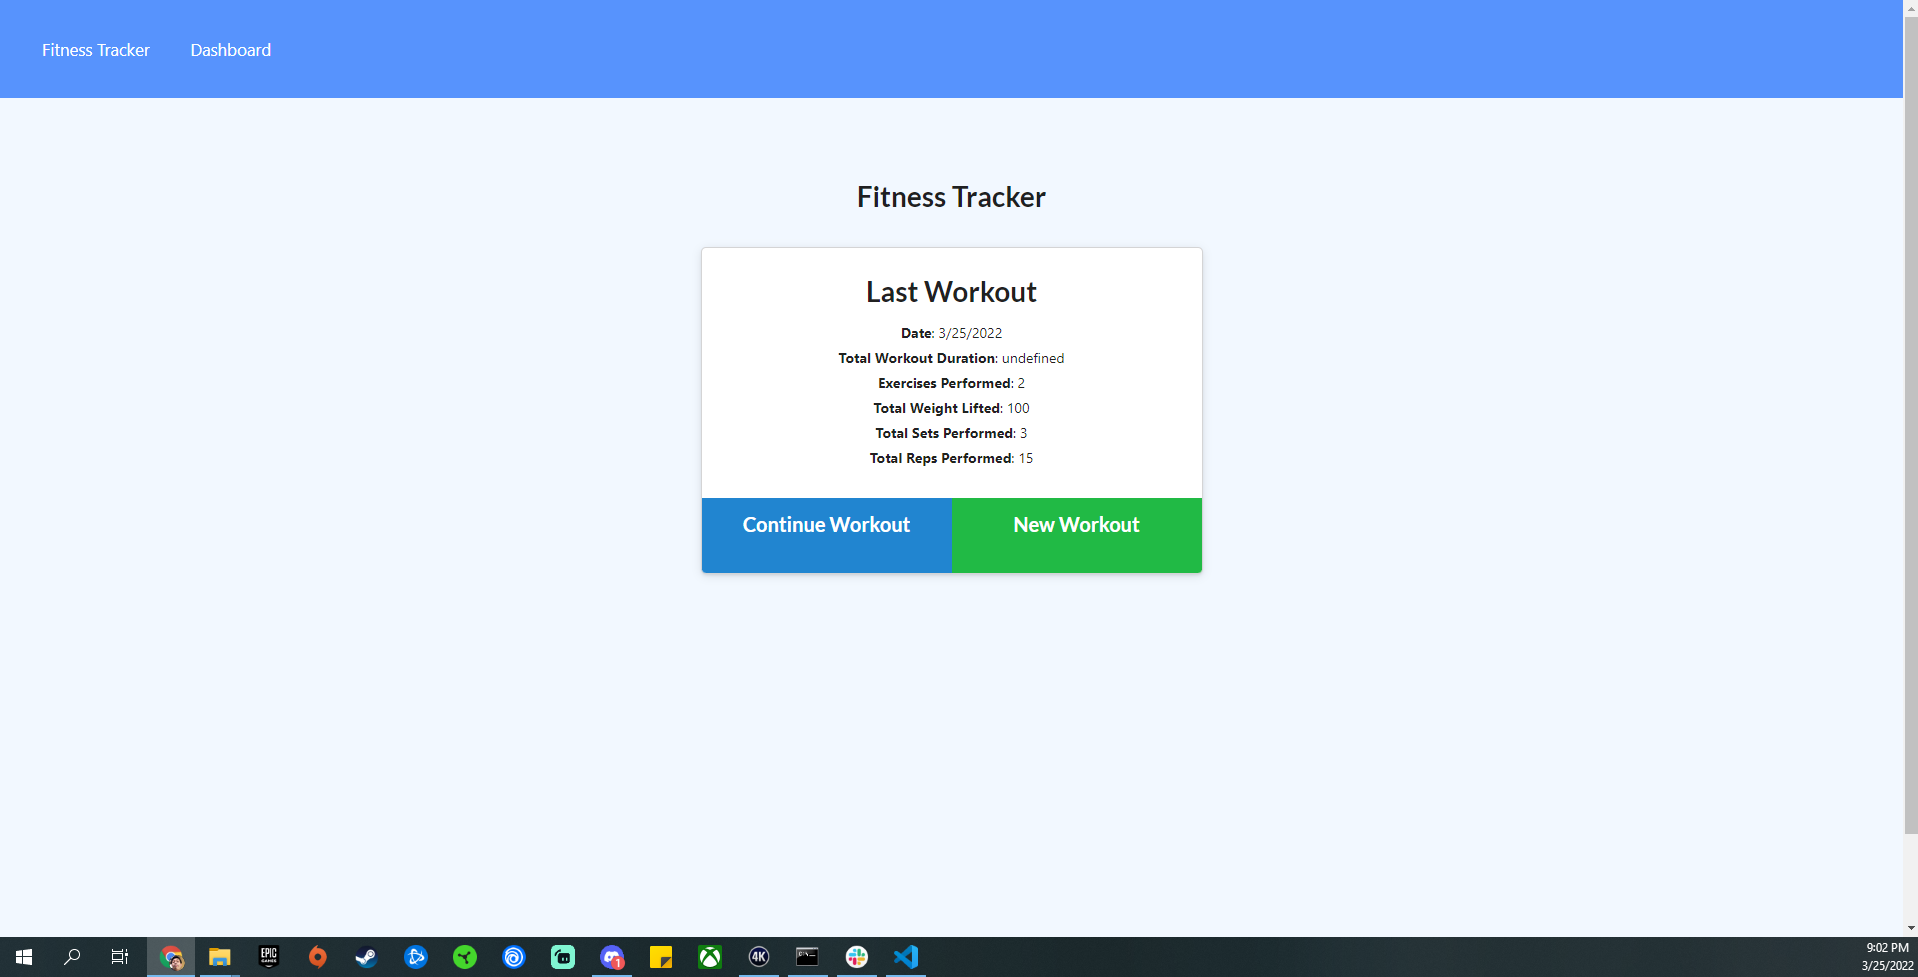 Fitness Tracker Dashboard
Fitness Tracker
Last Workout
Date: 3/25/2022
Total Workout Duration: undefined
Exercises Performed: 2
Total Weight Lifted: 100
Total Sets Performed: 3
Total Reps Performed: 15
Continue Workout New Workout
EPIC
GAMES
1
4K
9:02 PM
3/25/2022